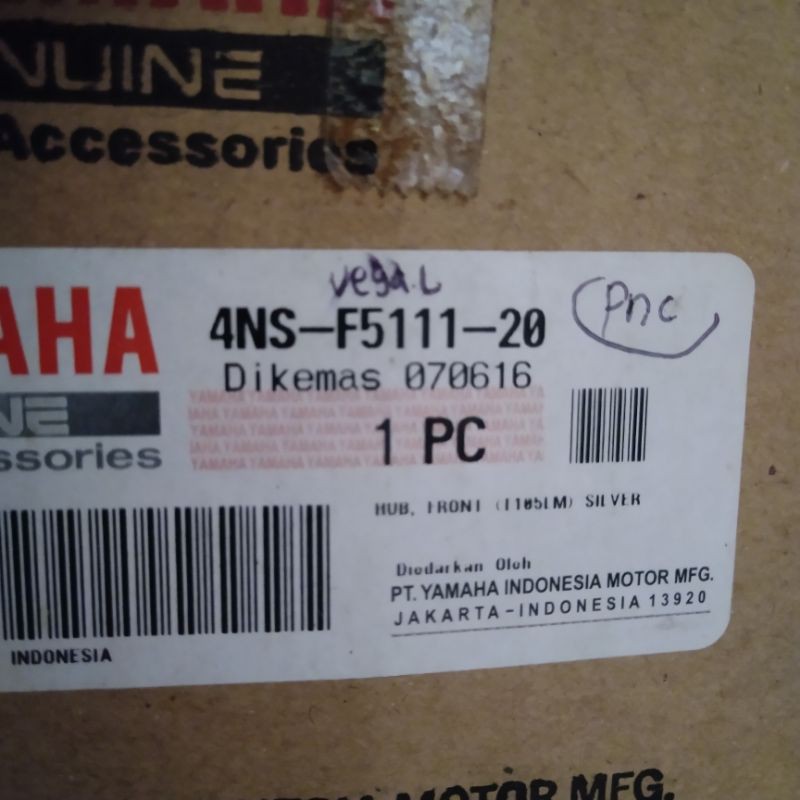 NUINE
Accessories
vega.L
AHA
4NS-F5111-20
Pnc
Dikemas 070616
NE
1 PC
ssories
HUB, FRONT (T105LM) SILVER
Diedarkan Oleh
PT. YAMAHA INDONESIA MOTOR MFG.
JAKARTA-INDONESIA 13920
INDONESIA
MOTOR MFG.